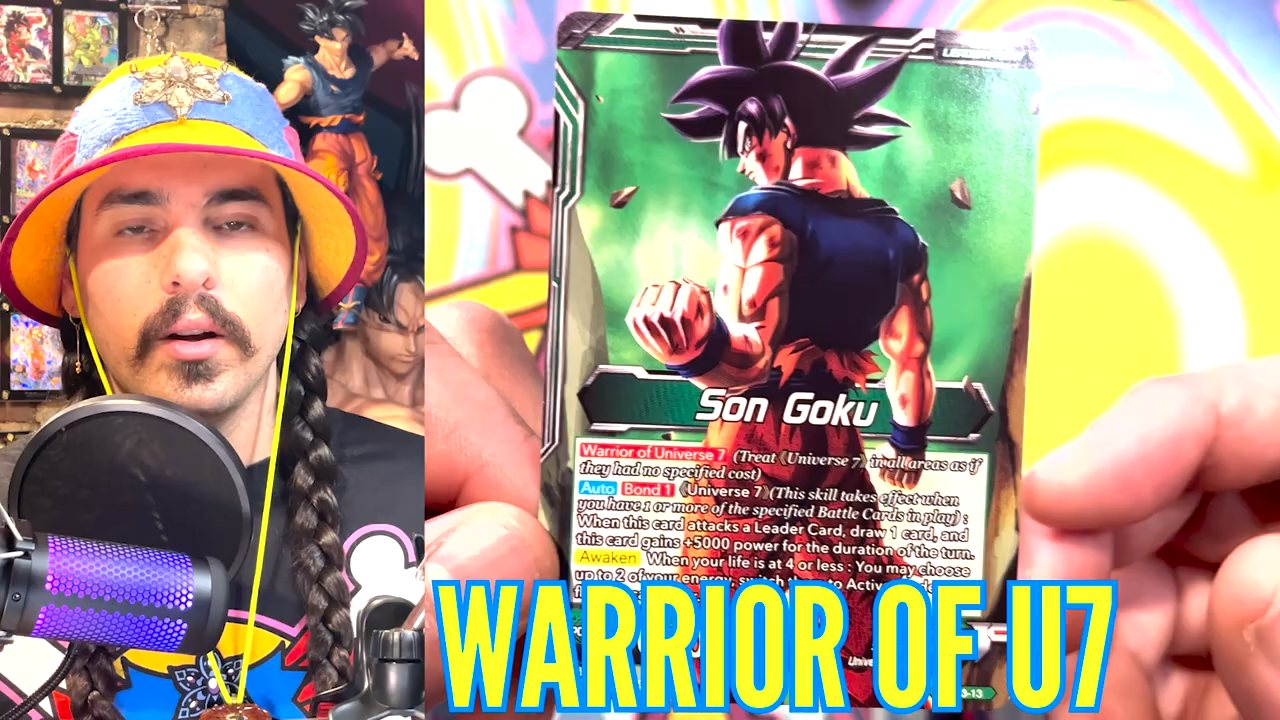 Son Goku
Warrior of Universe 7 (Treat 《Universe 7》 in all areas as if
they had no specified cost)
Auto Bond 1 《Universe 7》 (This skill takes effect when
you have 1 or more of the specified Battle Cards in play) :
When this card attacks a Leader Card, draw 1 card, and
this card gains +5000 power for the duration of the turn.
Awaken When your life is at 4 or less : You may choose
up to 2 of your energy, switch to Active
WARRIOR OF U7